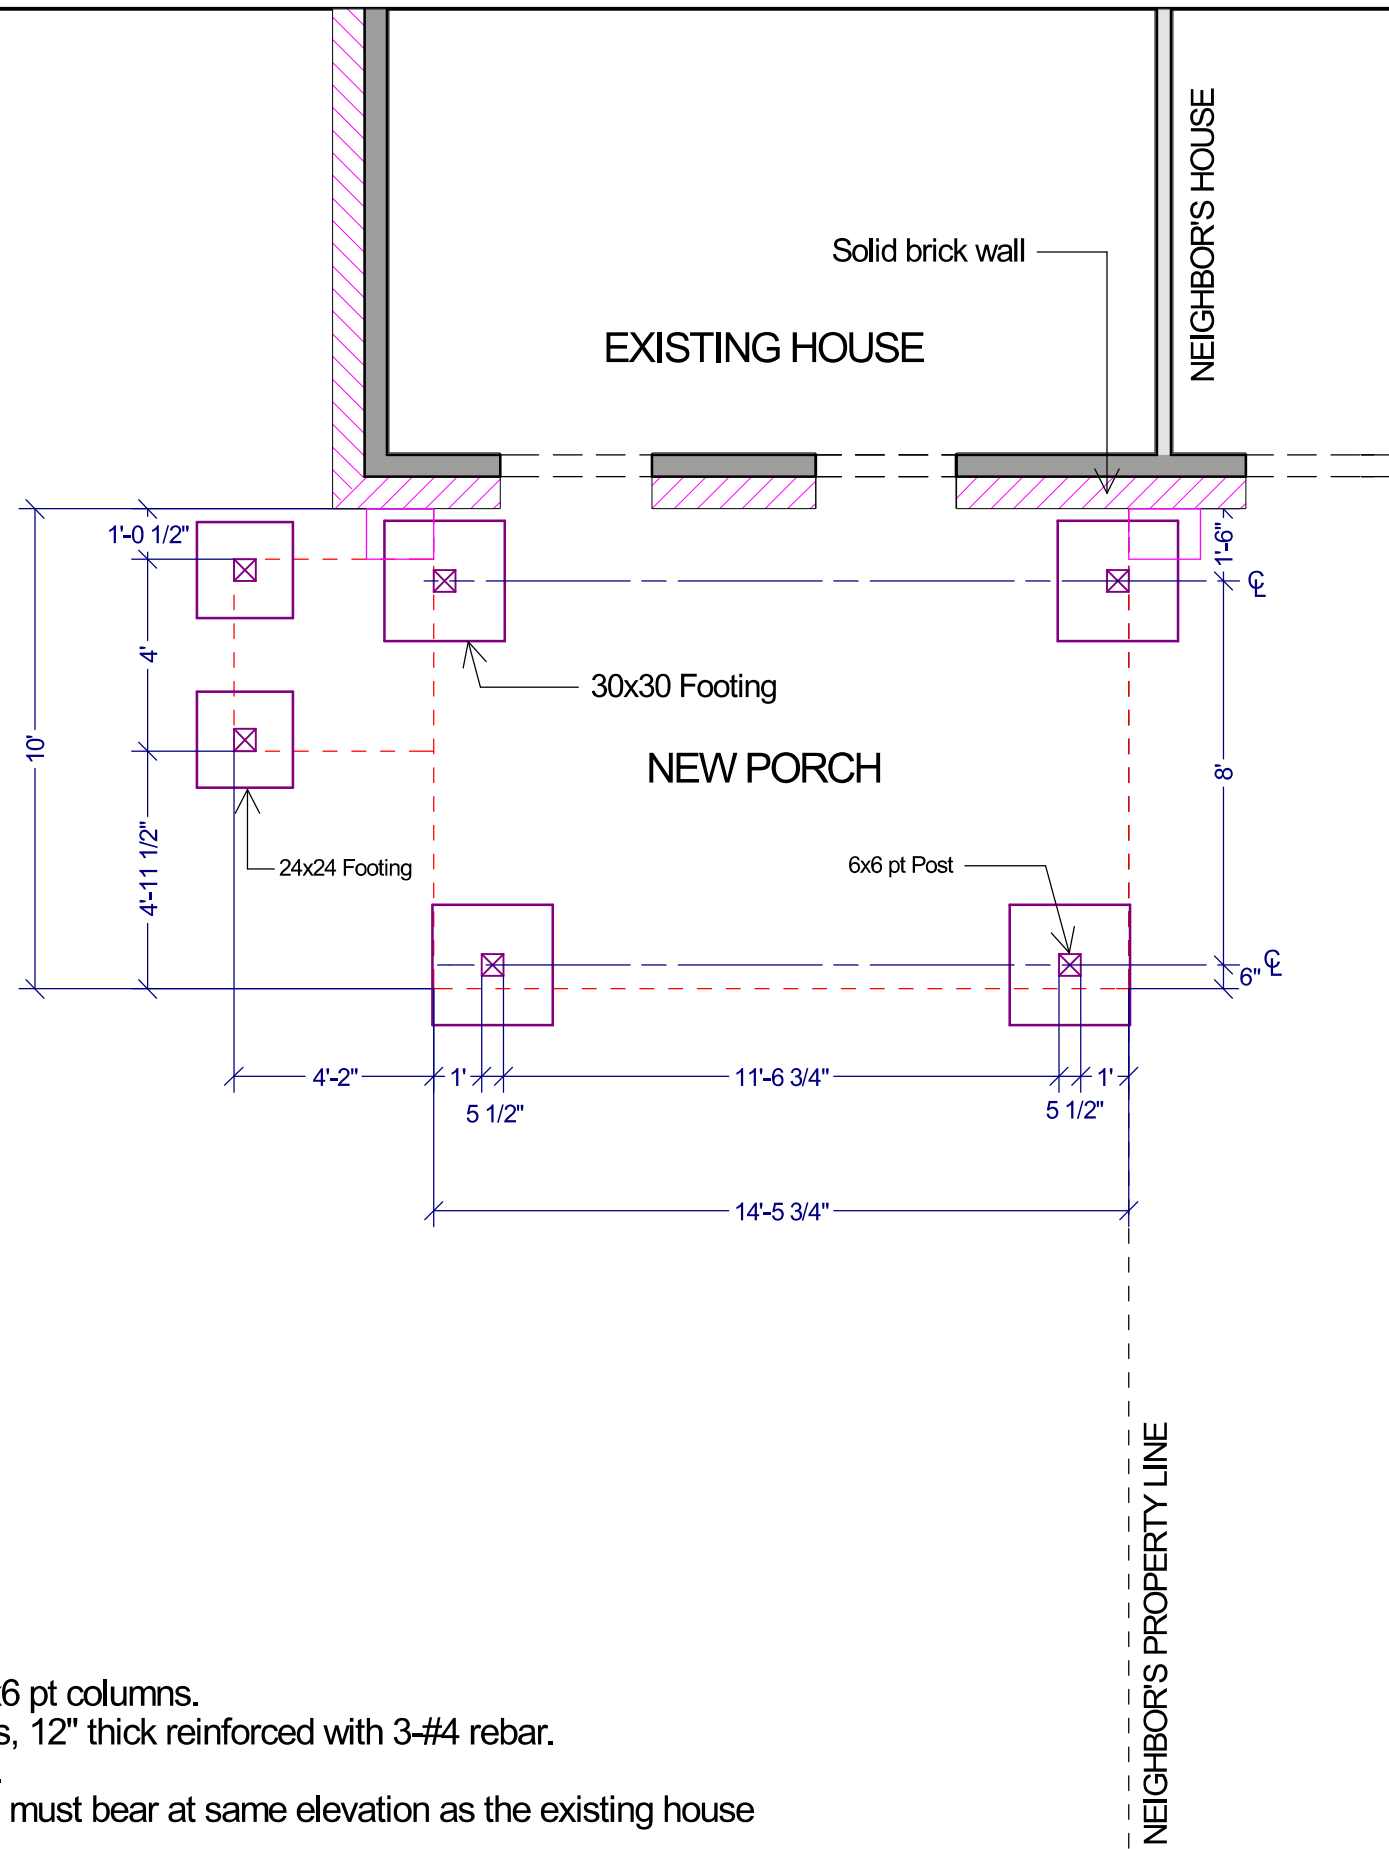 NEIGHBOR'S HOUSE
Solid brick wall
EXISTING HOUSE
1'-0 1/2"
1'-6"
℄
4'
30x30 Footing
10'
NEW PORCH
8'
4'-11 1/2"
24x24 Footing
6x6 pt Post
℄
6"
4'-2"
1'
11'-6 3/4"
1'
5 1/2"
5 1/2"
14'-5 3/4"
NEIGHBOR'S PROPERTY LINE
6 pt columns.
s, 12" thick reinforced with 3-#4 rebar.
.
must bear at same elevation as the existing house